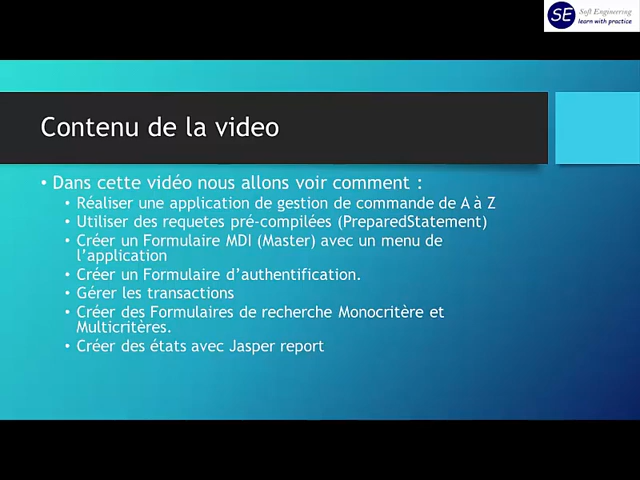 SE Soft Engineering
learn with practice
Contenu de la video
• Dans cette vidéo nous allons voir comment :
• Réaliser une application de gestion de commande de A à Z
• Utiliser des requetes pré-compilées (PreparedStatement)
• Créer un Formulaire MDI (Master) avec un menu de
l’application
• Créer un Formulaire d’authentification.
• Gérer les transactions
• Créer des Formulaires de recherche Monocritère et
Multicritères.
• Créer des états avec Jasper report